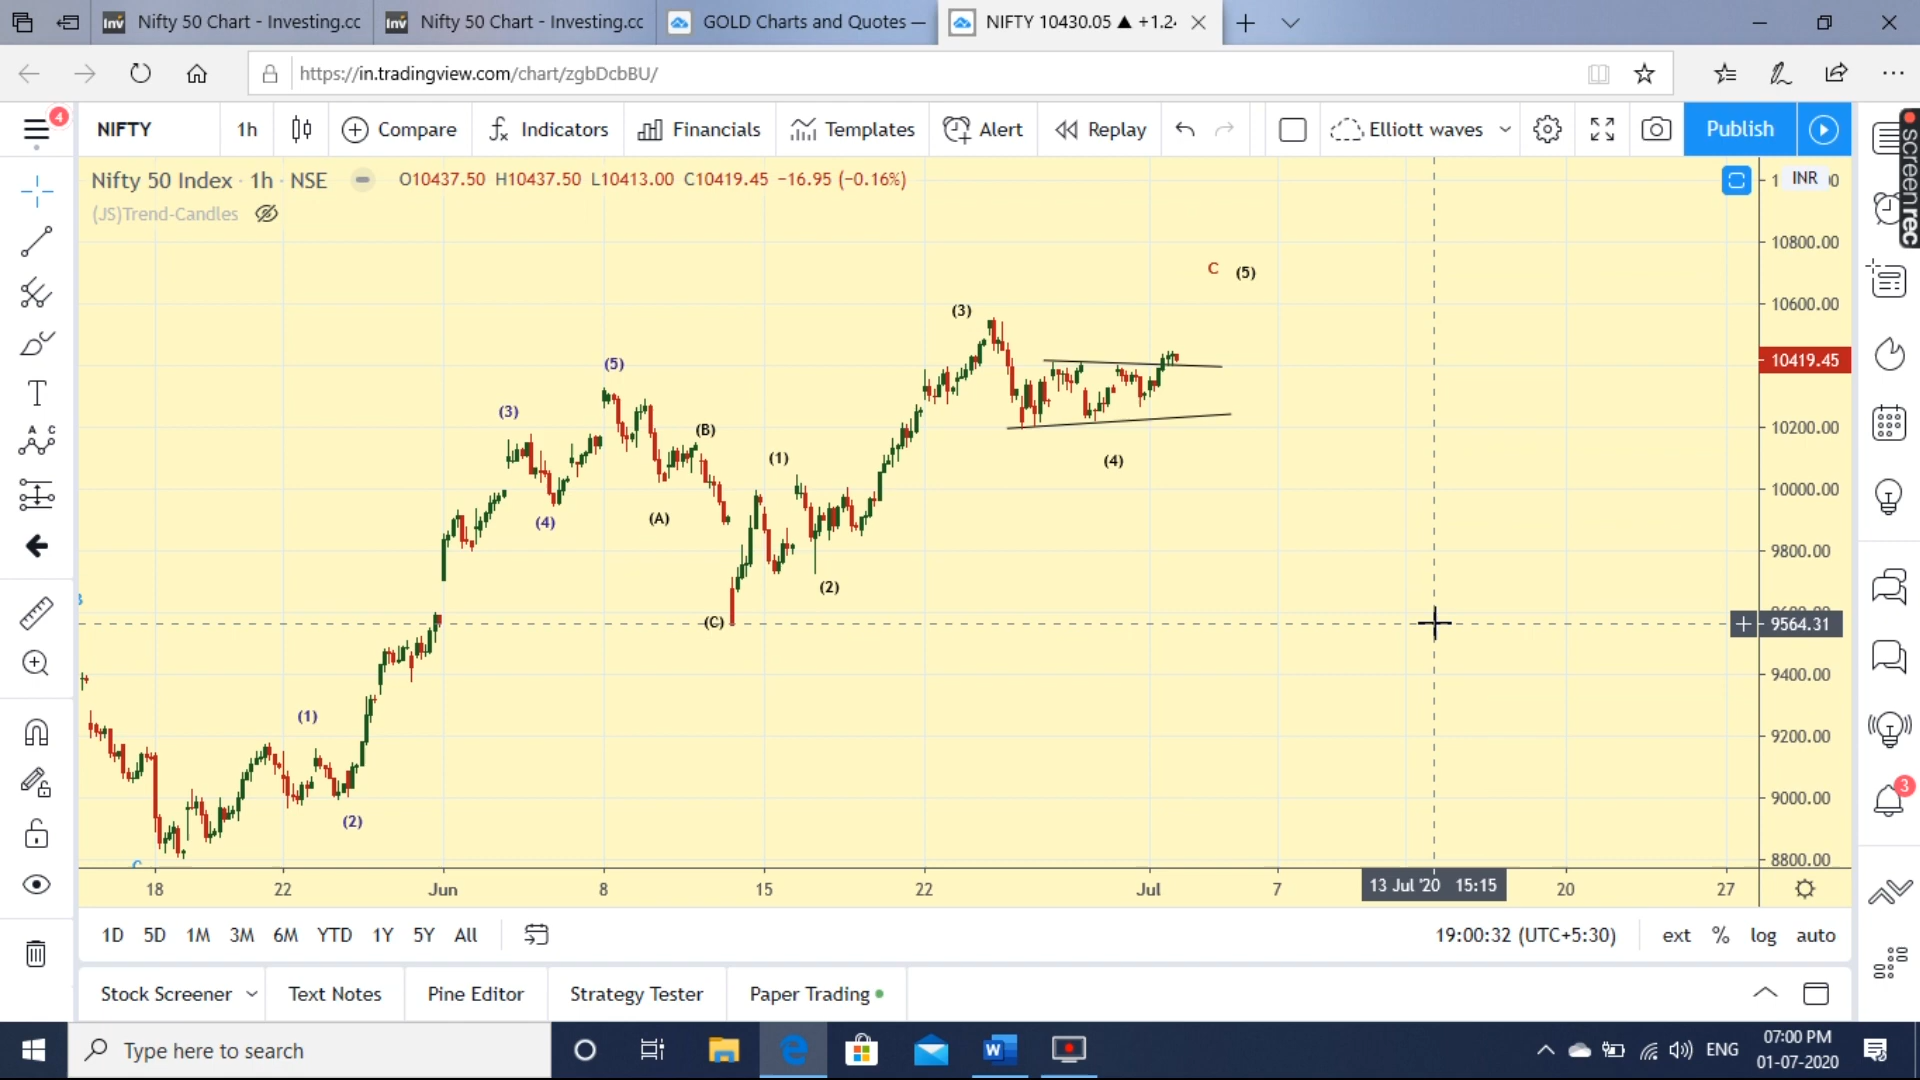 Nifty 50 Chart - Investing.cc
Nifty 50 Chart - Investing.cc
GOLD Charts and Quotes —
NIFTY 10430.05 ▲ +1.2
https://in.tradingview.com/chart/zgbDcbBU/
4
NIFTY
1h
Compare
Indicators
Financials
Templates
Alert
Replay
Elliott waves
Publish
screenrec
Nifty 50 Index · 1h · NSE
O10437.50 H10437.50 L10413.00 C10419.45 −16.95 (−0.16%)
(JS)Trend-Candles
INR
10800.00
10600.00
10419.45
10200.00
10000.00
9800.00
9564.31
9400.00
9200.00
9000.00
8800.00
C (5)
(3)
(5)
(3)
(B)
(1)
(4)
(4)
(A)
(2)
(C)
(1)
(2)
C
18
22
Jun
8
15
22
Jul
7
13 Jul '20 15:15
20
27
1D 5D 1M 3M 6M YTD 1Y 5Y All
19:00:32 (UTC+5:30)
ext % log auto
3
Stock Screener
Text Notes
Pine Editor
Strategy Tester
Paper Trading
Type here to search
ENG
07:00 PM
01-07-2020